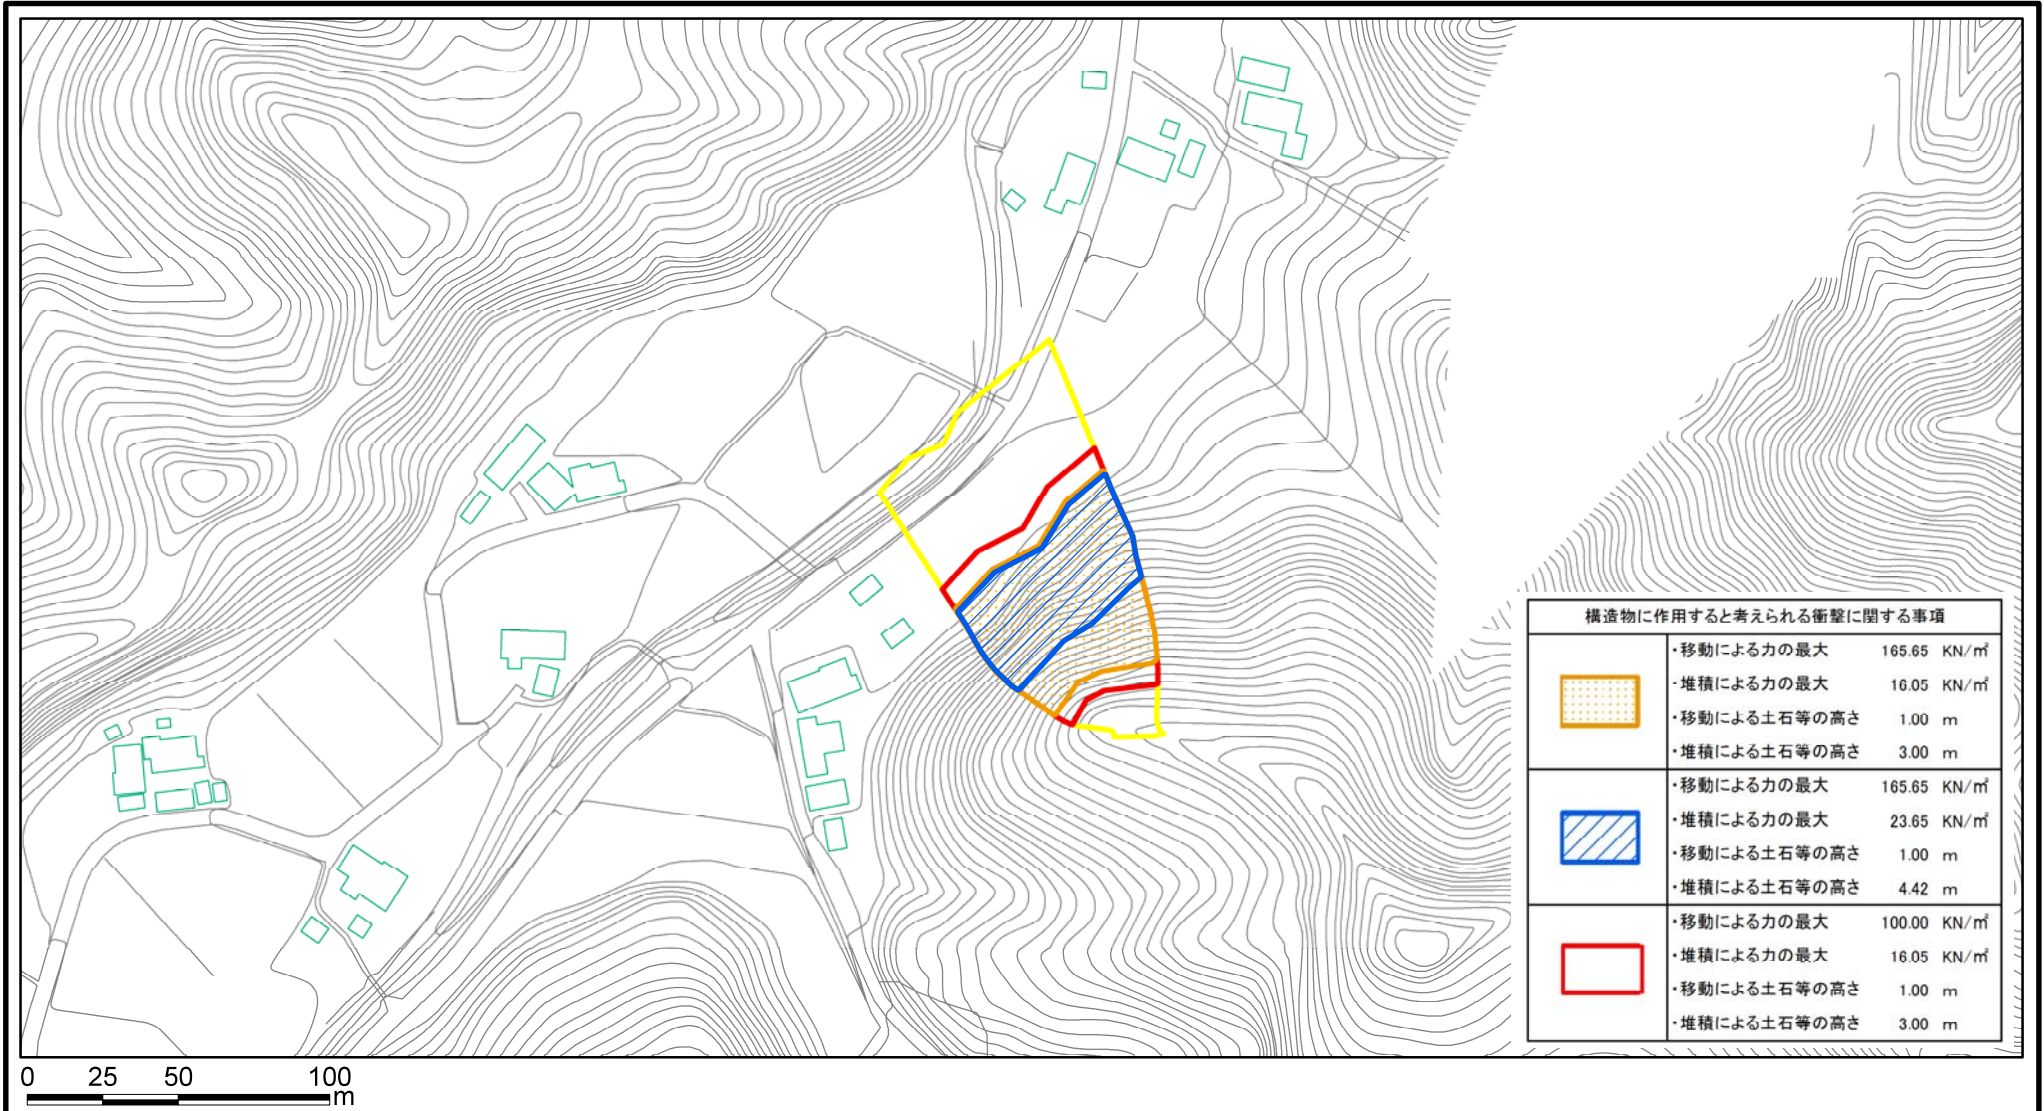 構造物に作用すると考えられる衝撃に関する事項
・移動による力の最大 165.65 KN/㎡
・堆積による力の最大 16.05 KN/㎡
・移動による土石等の高さ 1.00 m
・堆積による土石等の高さ 3.00 m
・移動による力の最大 165.65 KN/㎡
・堆積による力の最大 23.65 KN/㎡
・移動による土石等の高さ 1.00 m
・堆積による土石等の高さ 4.42 m
・移動による力の最大 100.00 KN/㎡
・堆積による力の最大 16.05 KN/㎡
・移動による土石等の高さ 1.00 m
・堆積による土石等の高さ 3.00 m
0 25 50 100
m